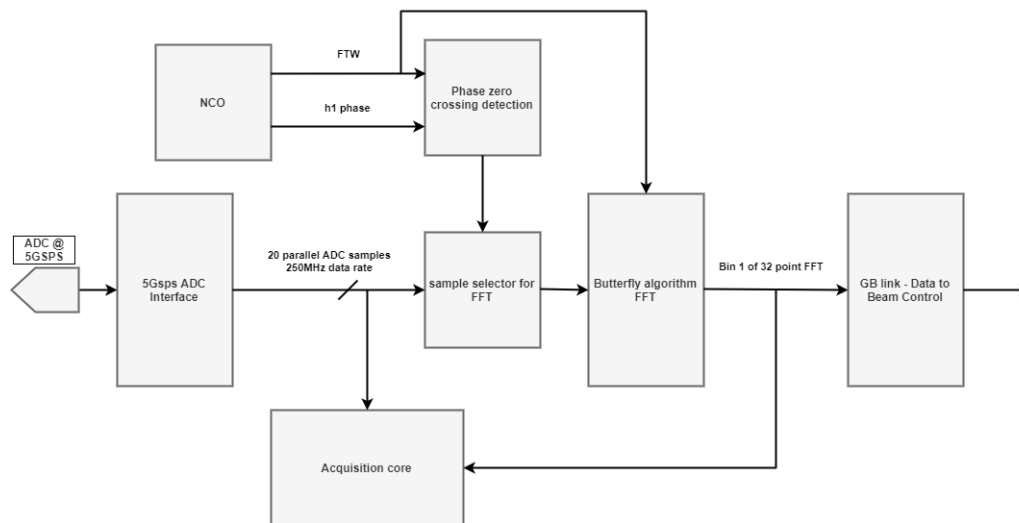 FTW
NCO
h1 phase
Phase zero
crossing detection
ADC @
5GSPS
5Gsps ADC
Interface
20 parallel ADC samples
250MHz data rate
sample selector for
FFT
Butterfly algorithm
FFT
Bin 1 of 32 point FFT
GB link - Data to
Beam Control
Acquisition core